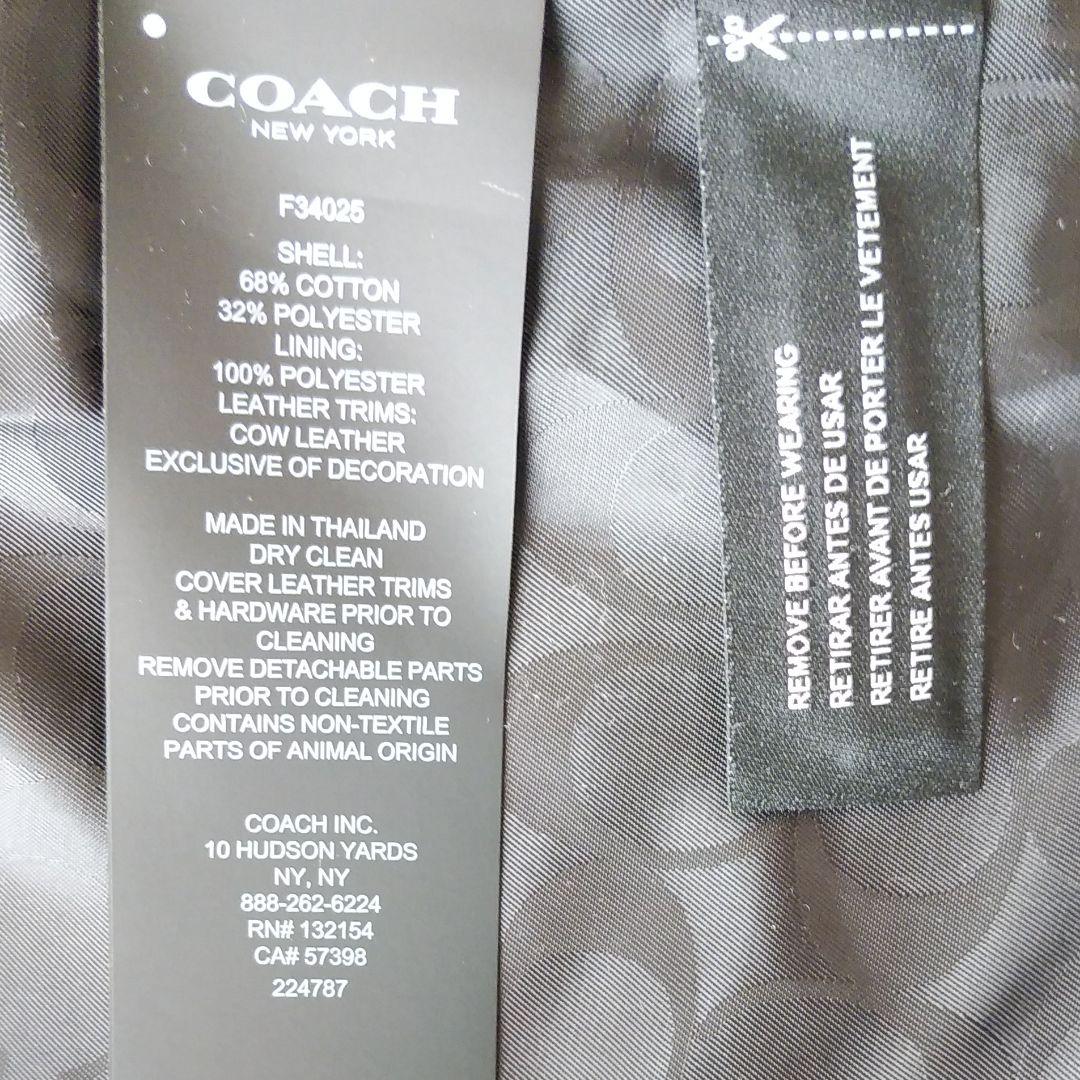 COACH
NEW YORK
F34025
SHELL:
68% COTTON
32% POLYESTER
LINING:
100% POLYESTER
LEATHER TRIMS:
COW LEATHER
EXCLUSIVE OF DECORATION
MADE IN THAILAND
DRY CLEAN
COVER LEATHER TRIMS
& HARDWARE PRIOR TO
CLEANING
REMOVE DETACHABLE PARTS
PRIOR TO CLEANING
CONTAINS NON-TEXTILE
PARTS OF ANIMAL ORIGIN
COACH INC.
10 HUDSON YARDS
NY, NY
888-262-6224
RN# 132154
CA# 57398
224787
REMOVE BEFORE WEARING
RETIRAR ANTES DE USAR
RETIRER AVANT DE PORTER LE VETEMENT
RETIRE ANTES USAR